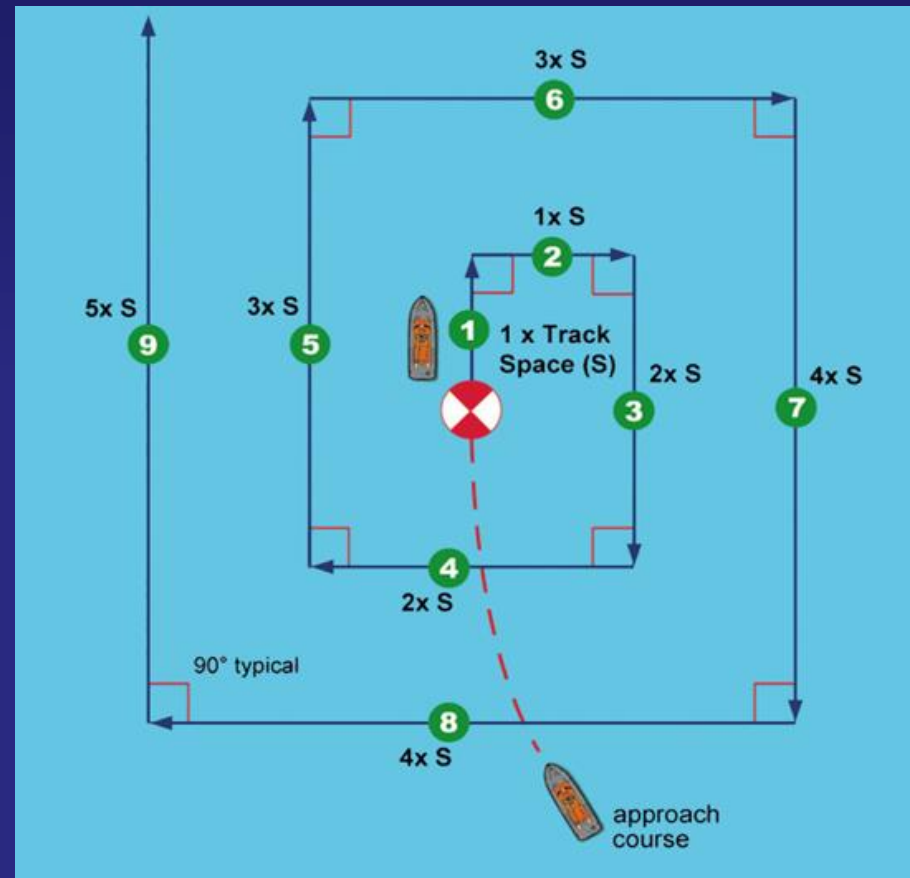 3x S
6
1x S
2
5x S
9
3x S
5
1
1 x Track
Space (S)
2x S
3
4x S
7
4
2x S
90° typical
8
4x S
approach
course